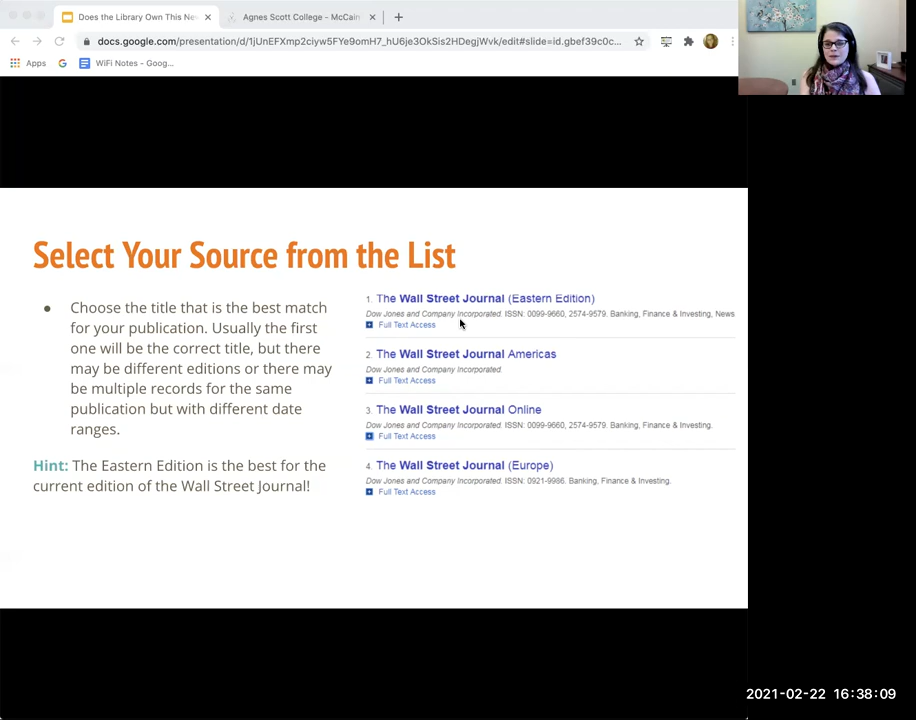 Does the Library Own This Ne
Agnes Scott College - McCain
docs.google.com/presentation/d/1jUnEFXmp2ciyw5FYe9omH7_hU6je3OkSis2HDegjWvk/edit#slide=id.gbef39c0c...
Apps
WiFi Notes - Goog...
Select Your Source from the List
● Choose the title that is the best match
for your publication. Usually the first
one will be the correct title, but there
may be different editions or there may
be multiple records for the same
publication but with different date
ranges.
Hint: The Eastern Edition is the best for the
current edition of the Wall Street Journal!
1. The Wall Street Journal (Eastern Edition)
Dow Jones and Company Incorporated. ISSN: 0099-9660, 2574-9579. Banking, Finance & Investing, News
Full Text Access
2. The Wall Street Journal Americas
Dow Jones and Company Incorporated.
Full Text Access
3. The Wall Street Journal Online
Dow Jones and Company Incorporated. ISSN: 0099-9660, 2574-9579. Banking, Finance & Investing.
Full Text Access
4. The Wall Street Journal (Europe)
Dow Jones and Company Incorporated. ISSN: 0921-9986. Banking, Finance & Investing.
Full Text Access
2021-02-22 16:38:09